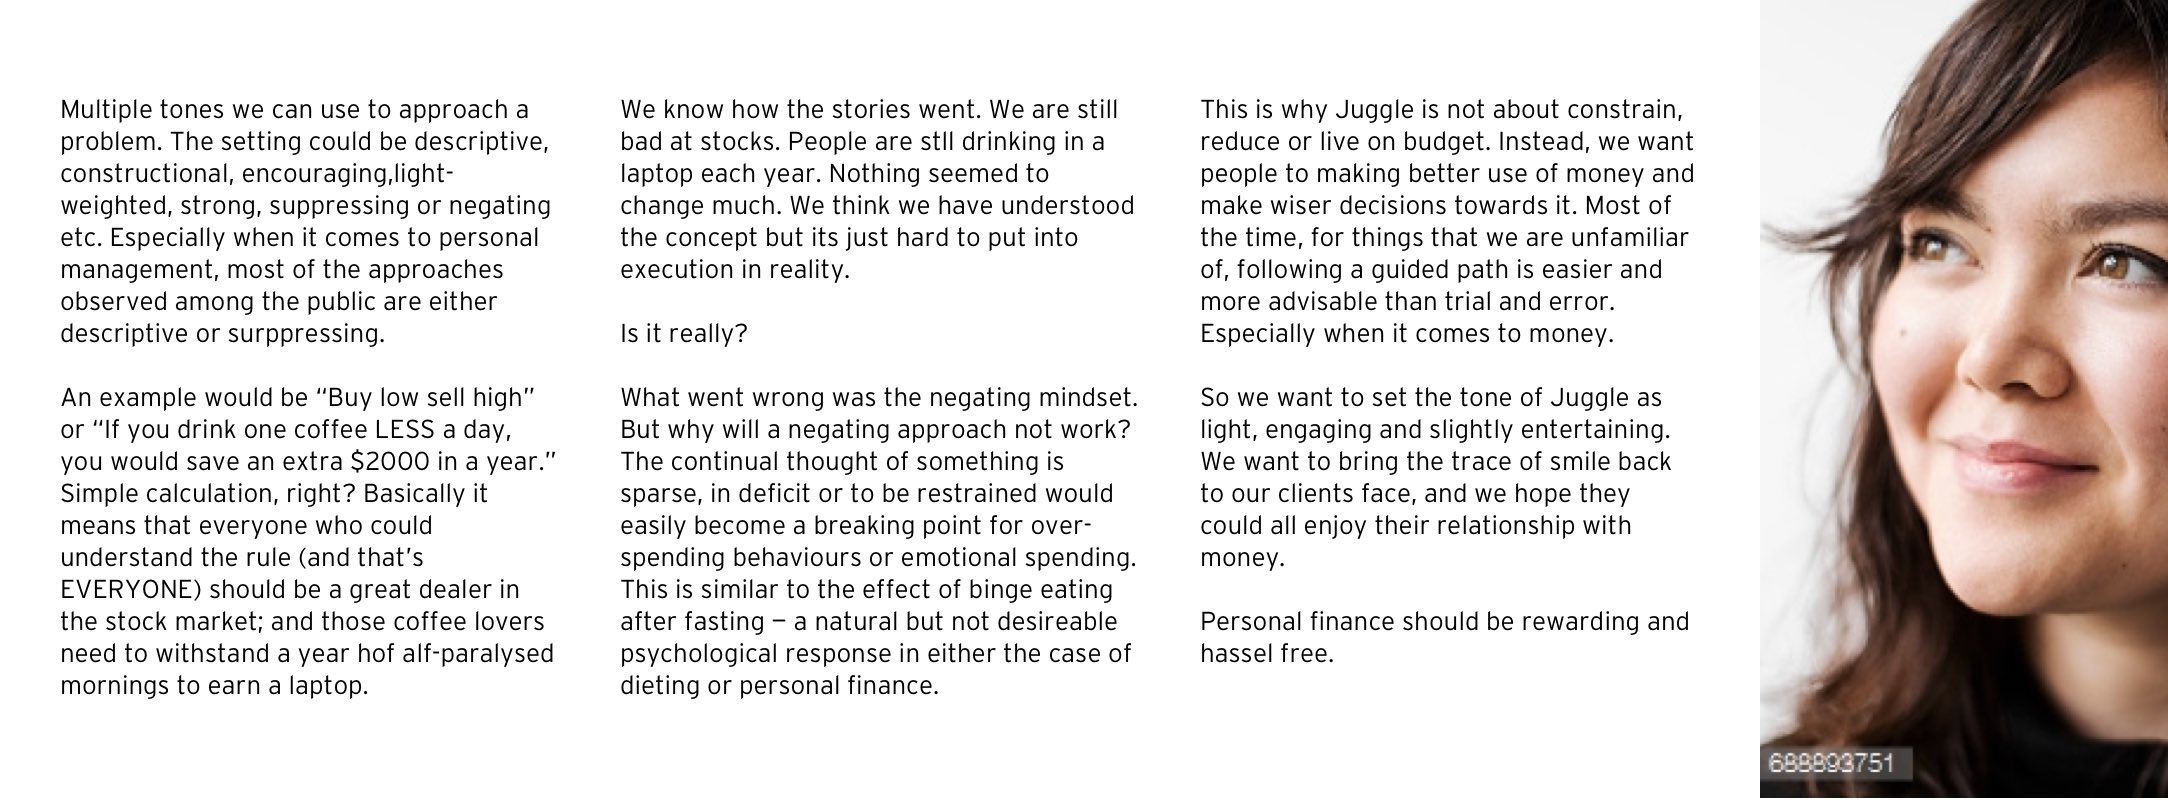 Multiple tones we can use to approach a
problem. The setting could be descriptive,
constructional, encouraging,light-
weighted, strong, suppressing or negating
etc. Especially when it comes to personal
management, most of the approaches
observed among the public are either
descriptive or surppressing.
An example would be “Buy low sell high”
or “If you drink one coffee LESS a day,
you would save an extra $2000 in a year.”
Simple calculation, right? Basically it
means that everyone who could
understand the rule (and that’s
EVERYONE) should be a great dealer in
the stock market; and those coffee lovers
need to withstand a year hof alf-paralysed
mornings to earn a laptop.
We know how the stories went. We are still
bad at stocks. People are stll drinking in a
laptop each year. Nothing seemed to
change much. We think we have understood
the concept but its just hard to put into
execution in reality.
Is it really?
What went wrong was the negating mindset.
But why will a negating approach not work?
The continual thought of something is
sparse, in deficit or to be restrained would
easily become a breaking point for over-
spending behaviours or emotional spending.
This is similar to the effect of binge eating
after fasting – a natural but not desireable
psychological response in either the case of
dieting or personal finance.
This is why Juggle is not about constrain,
reduce or live on budget. Instead, we want
people to making better use of money and
make wiser decisions towards it. Most of
the time, for things that we are unfamiliar
of, following a guided path is easier and
more advisable than trial and error.
Especially when it comes to money.
So we want to set the tone of Juggle as
light, engaging and slightly entertaining.
We want to bring the trace of smile back
to our clients face, and we hope they
could all enjoy their relationship with
money.
Personal finance should be rewarding and
hassel free.
688893751